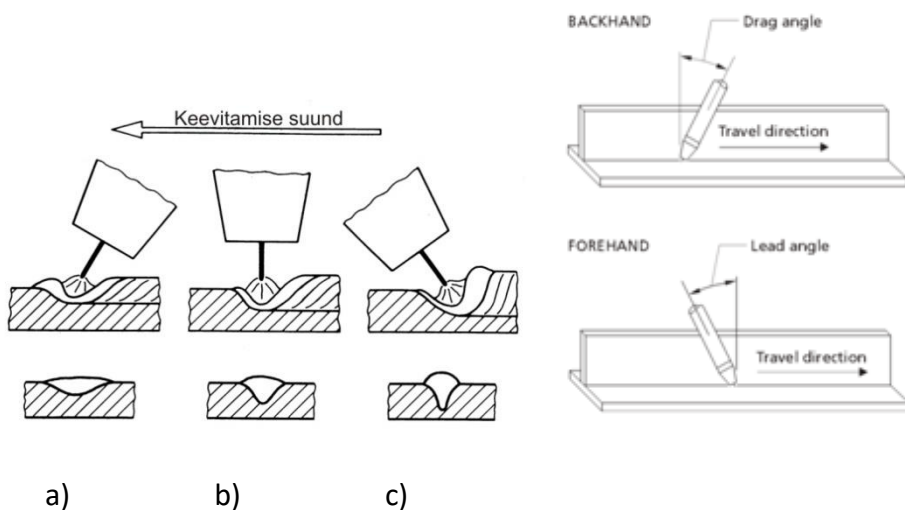 Keevitamise suund
a)
b)
c)
BACKHAND
Drag angle
Travel direction
FOREHAND
Lead angle
Travel direction